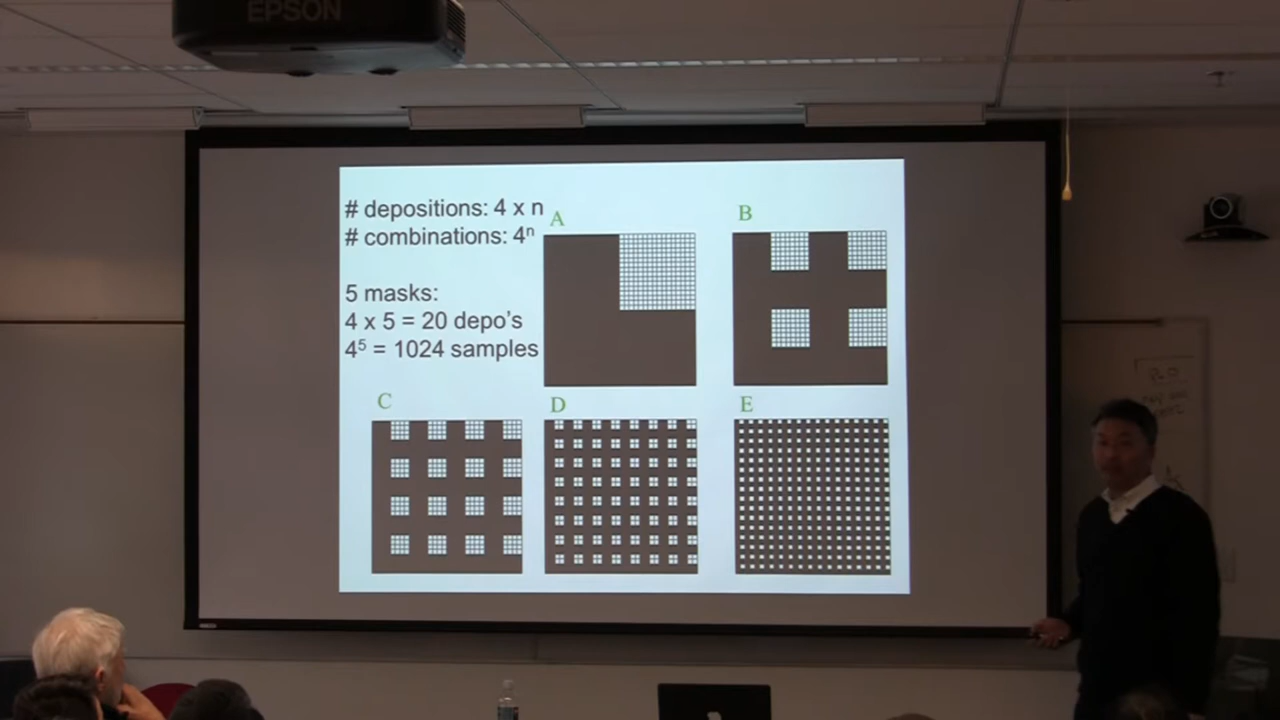 EPSON
# depositions: 4 x n
# combinations: 4ⁿ
5 masks:
4 x 5 = 20 depo's
4⁵ = 1024 samples
A
B
C
D
E